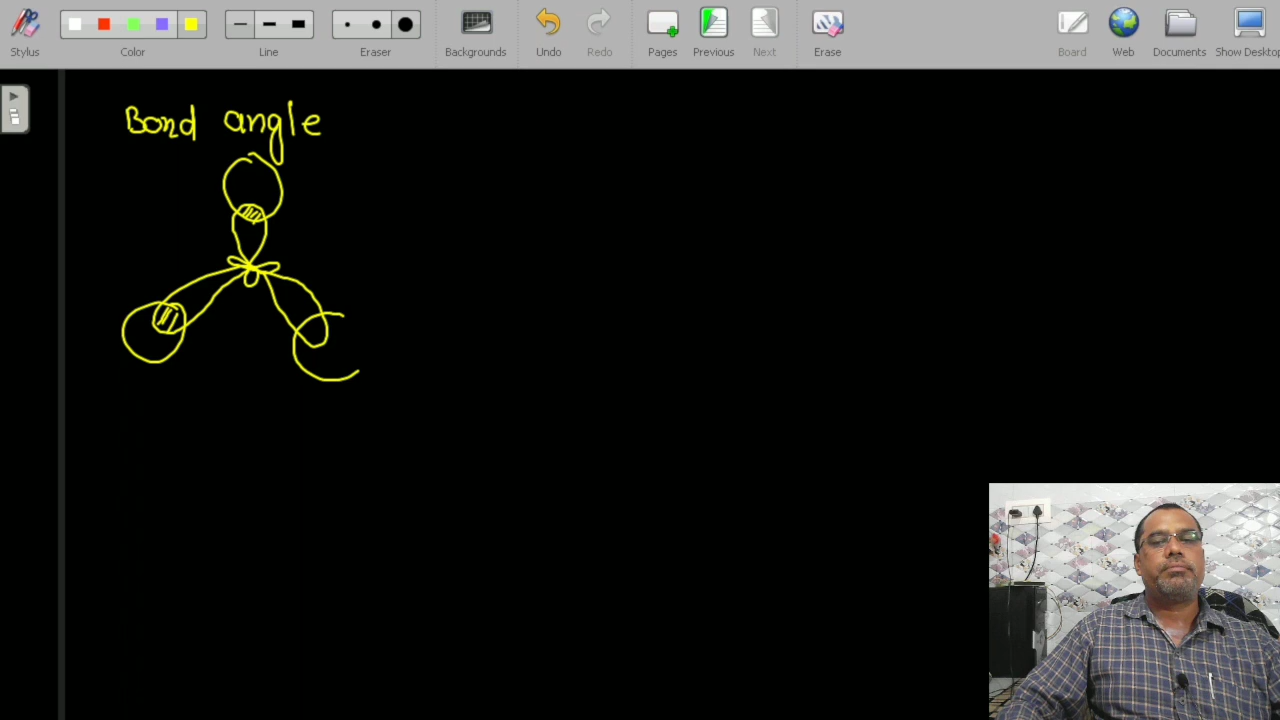 Stylus
Color
Line
Eraser
Backgrounds
Undo
Redo
Pages
Previous
Next
Erase
Board
Web
Documents
Show Desktop
Bond angle